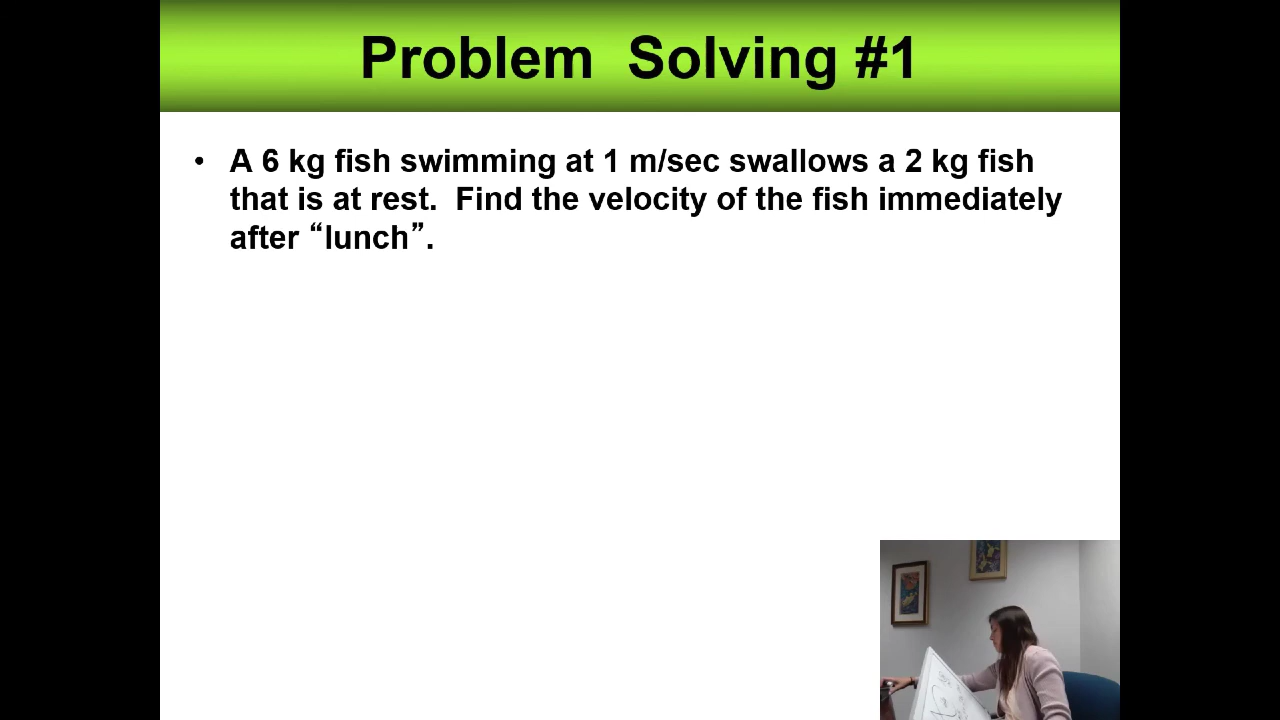 Problem Solving #1
• A 6 kg fish swimming at 1 m/sec swallows a 2 kg fish
that is at rest. Find the velocity of the fish immediately
after “lunch”.